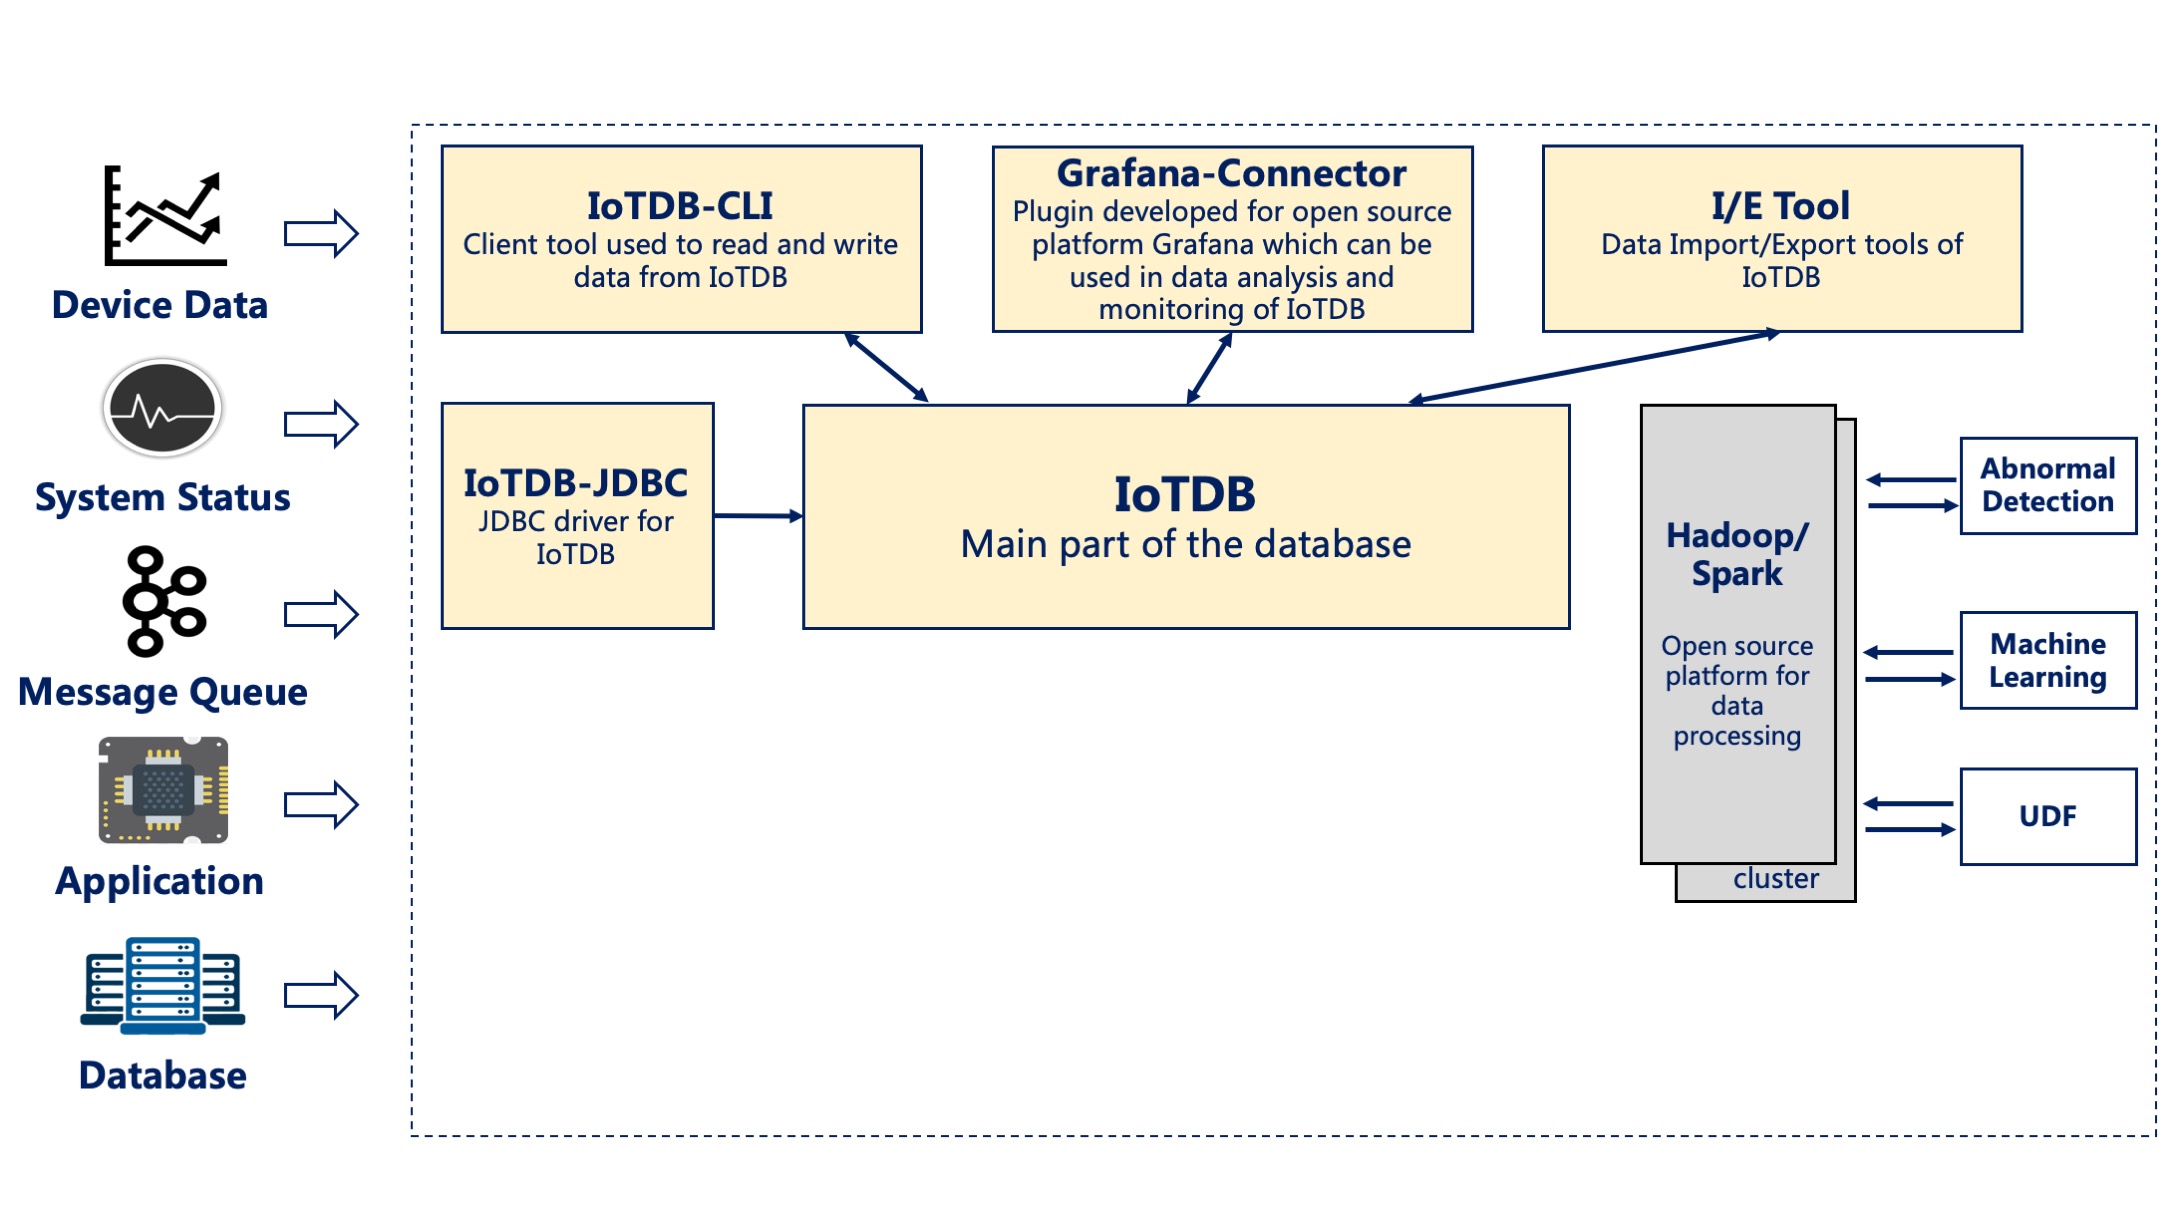 Device Data
System Status
Message Queue
Application
Database
IoTDB-CLI
Client tool used to read and write
data from IoTDB
Grafana-Connector
Plugin developed for open source
platform Grafana which can be
used in data analysis and
monitoring of IoTDB
I/E Tool
Data Import/Export tools of
IoTDB
IoTDB-JDBC
JDBC driver for
IoTDB
IoTDB
Main part of the database
Hadoop/
Spark
Open source
platform for
data
processing
cluster
Abnormal
Detection
Machine
Learning
UDF